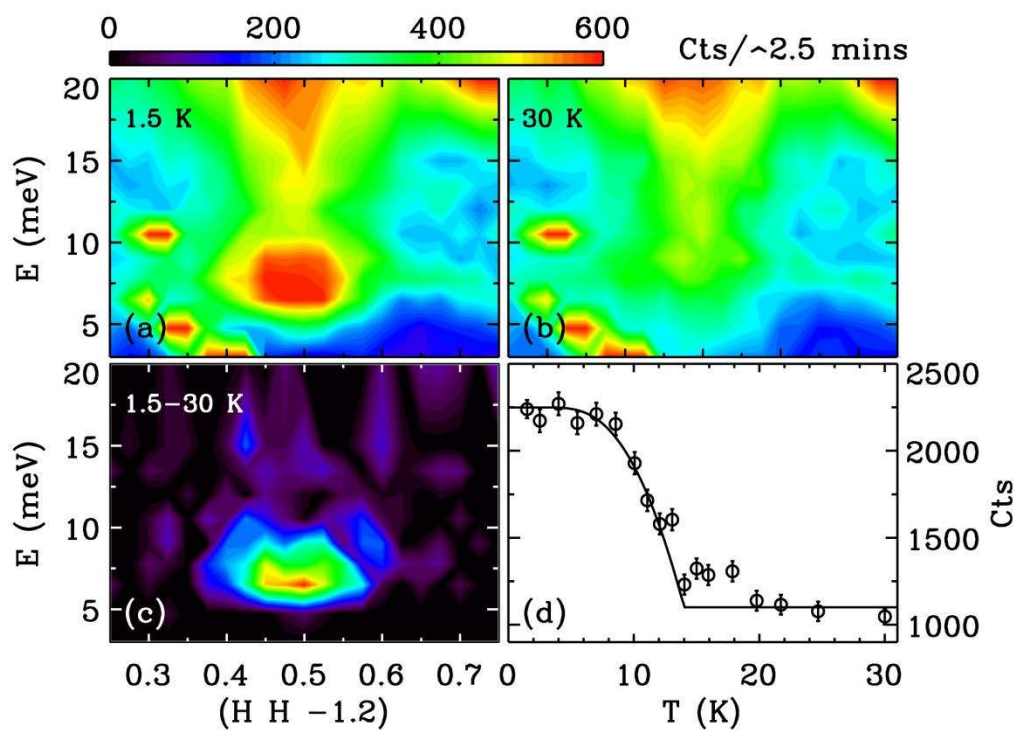 0 200 400 600
Cts/~2.5 mins
1.5 K
30 K
20
15
10
5
E (meV)
(a)
(b)
1.5-30 K
20
15
10
5
E (meV)
(c)
(d)
2500
2000
1500
1000
Cts
0.3 0.4 0.5 0.6 0.7
(H H -1.2)
0 10 20 30
T (K)